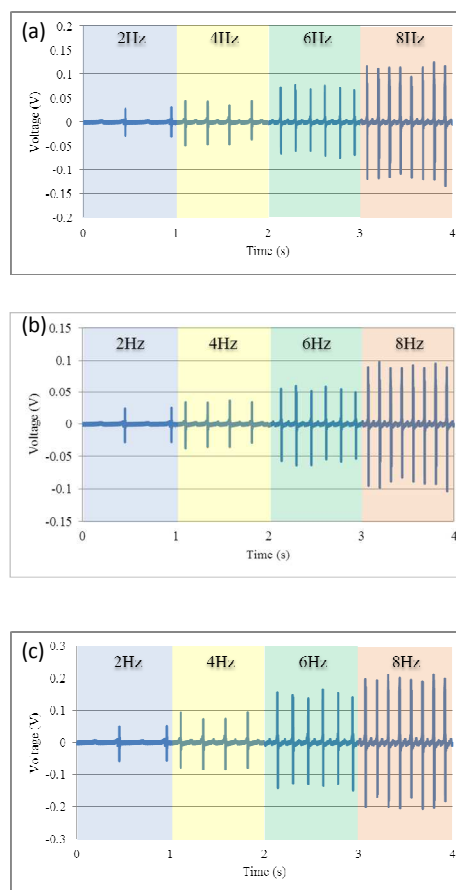 (a)
2Hz 4Hz 6Hz 8Hz
0.2
0.15
0.1
0.05
0
-0.05
-0.1
-0.15
-0.2
Voltage (V)
0 1 2 3 4
Time (s)
(b)
2Hz 4Hz 6Hz 8Hz
0.15
0.1
0.05
0
-0.05
-0.1
-0.15
Voltage (V)
0 1 2 3 4
Time (s)
(c)
2Hz 4Hz 6Hz 8Hz
0.3
0.2
0.1
0
-0.1
-0.2
-0.3
Voltage (V)
0 1 2 3 4
Time (s)